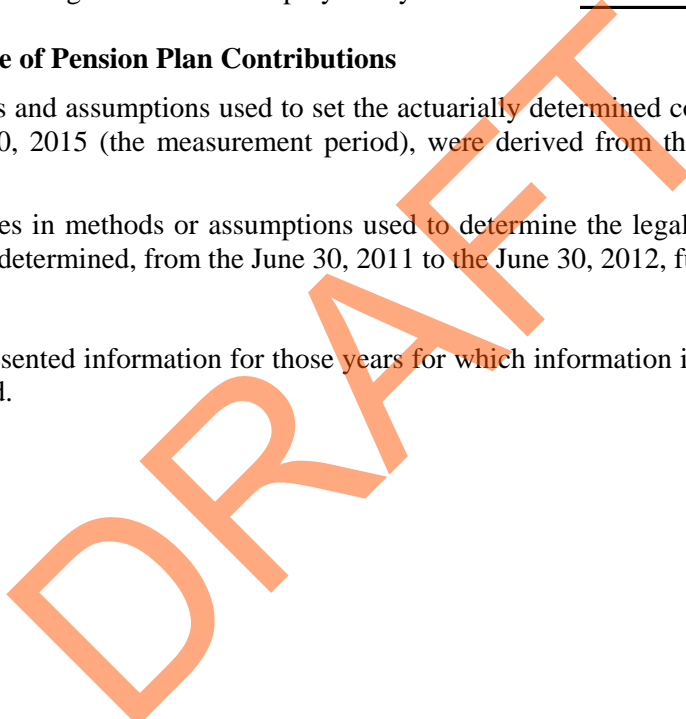 e of Pension Plan Contributions
s and assumptions used to set the actuarially determined co
0, 2015 (the measurement period), were derived from th
es in methods or assumptions used to determine the legal
determined, from the June 30, 2011 to the June 30, 2012, fu
sented information for those years for which information i
d.
DRAFT